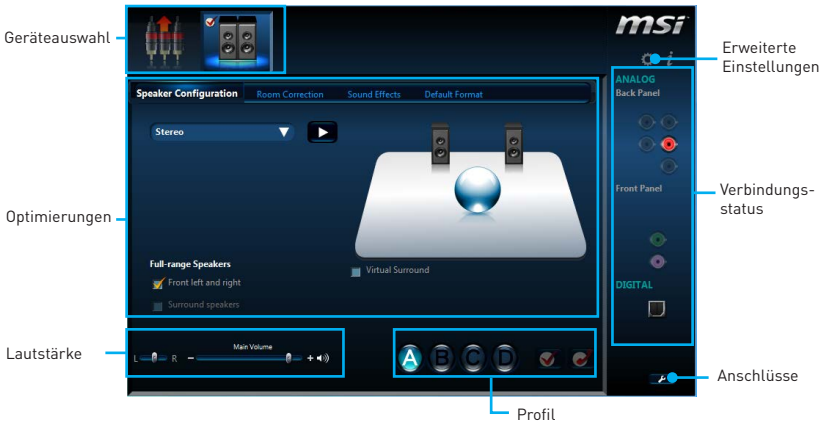 Geräteauswahl
msi
Erweiterte
Einstellungen
ANALOG
Back Panel
Speaker Configuration
Room Correction
Sound Effects
Default Format
Stereo
Front Panel
Verbindungs-
status
Optimierungen
Full-range Speakers
Virtual Surround
Front left and right
DIGITAL
Surround speakers
Main Volume
Lautstärke
L R - +
A B C D
Anschlüsse
Profil